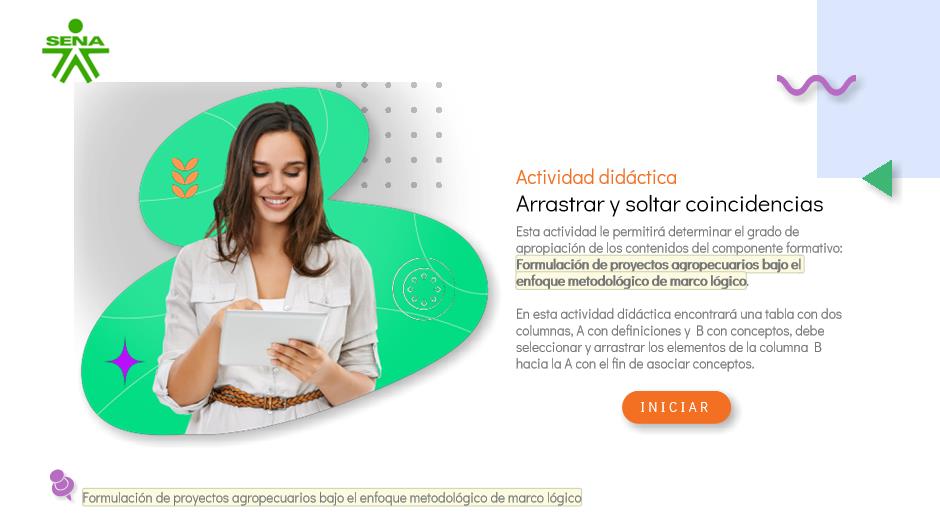 SENA
Actividad didáctica
Arrastrar y soltar coincidencias
Esta actividad le permitirá determinar el grado de
apropiación de los contenidos del componente formativo:
Formulación de proyectos agropecuarios bajo el
enfoque metodológico de marco lógico.
En esta actividad didáctica encontrará una tabla con dos
columnas, A con definiciones y B con conceptos, debe
seleccionar y arrastrar los elementos de la columna B
hacia la A con el fin de asociar conceptos.
INICIAR
Formulación de proyectos agropecuarios bajo el enfoque metodológico de marco lógico